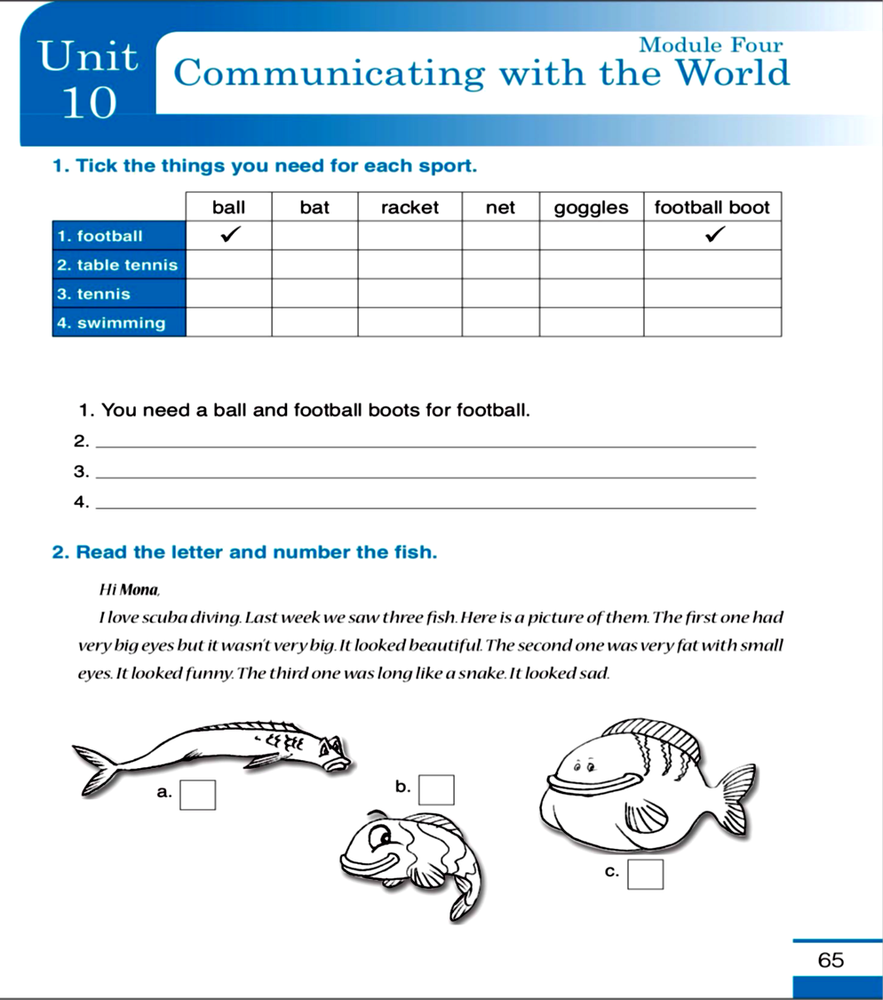 Unit
10
Module Four
Communicating with the World
1. Tick the things you need for each sport.
ball bat racket net goggles football boot
1. football ✓ ✓
2. table tennis
3. tennis
4. swimming
1. You need a ball and football boots for football.
2.
3.
4.
2. Read the letter and number the fish.
Hi Mona,
I love scuba diving. Last week we saw three fish. Here is a picture of them. The first one had
very big eyes but it wasn't very big. It looked beautiful. The second one was very fat with small
eyes. It looked funny. The third one was long like a snake. It looked sad.
a.
b.
c.
65